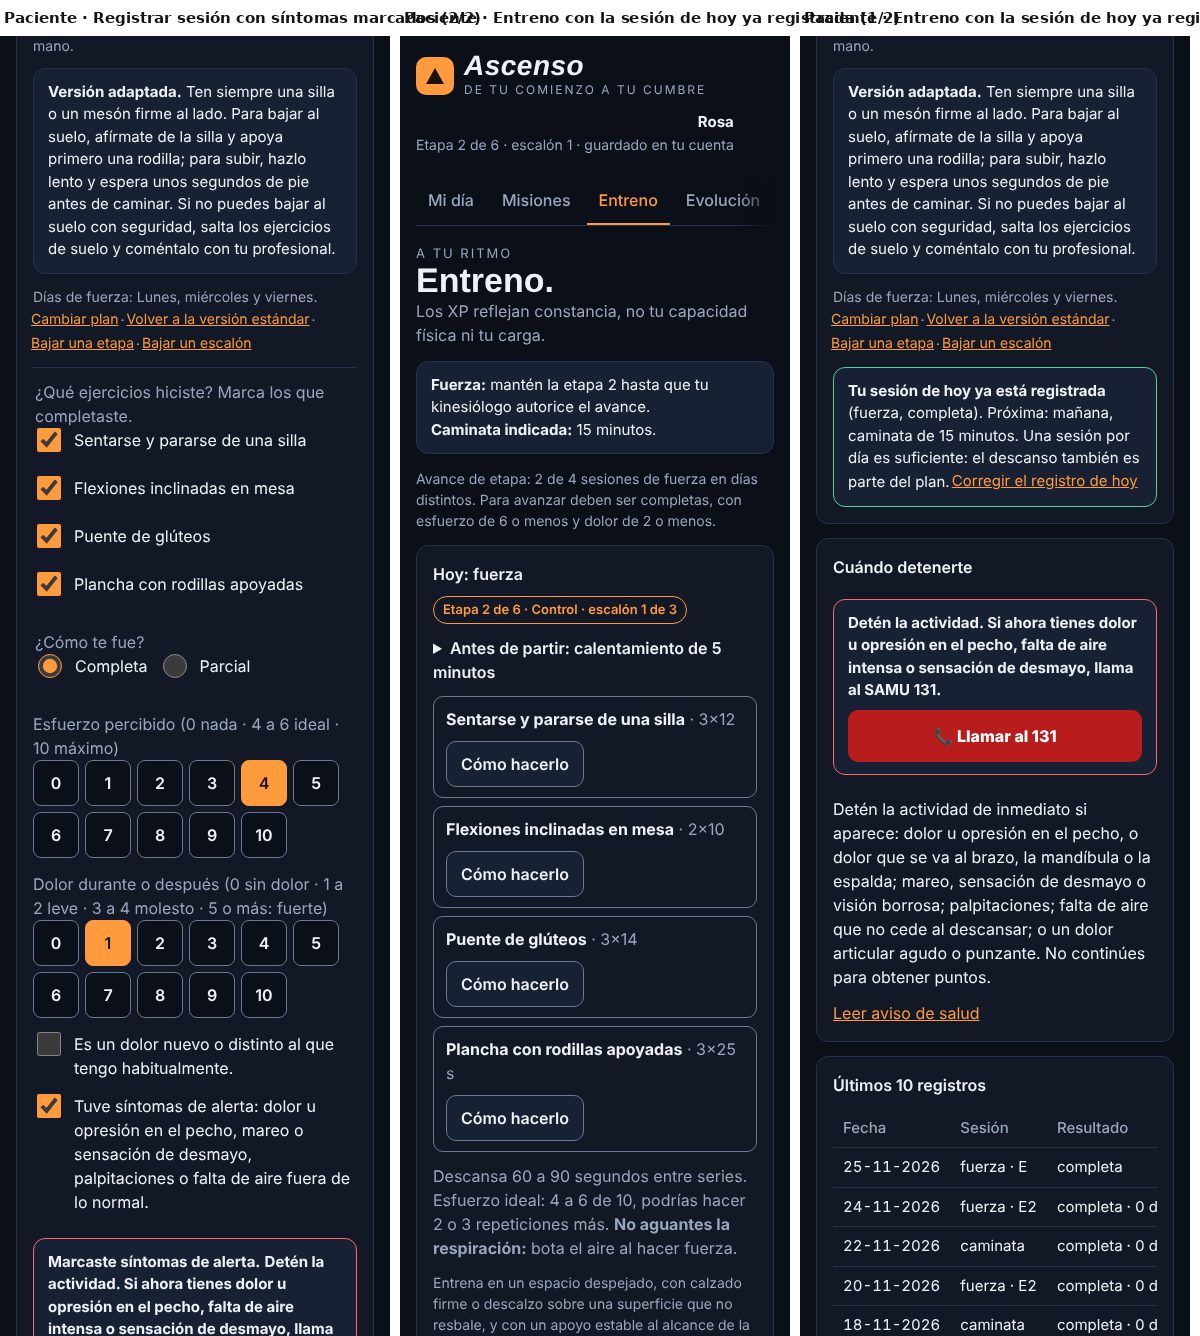 Paciente · Registrar sesión con síntomas marcados (2/2)
mano.
Versión adaptada. Ten siempre una silla
o un mesón firme al lado. Para bajar al
suelo, afírmate de la silla y apoya
primero una rodilla; para subir, hazlo
lento y espera unos segundos de pie
antes de caminar. Si no puedes bajar al
suelo con seguridad, salta los ejercicios
de suelo y coméntalo con tu profesional.
Días de fuerza: Lunes, miércoles y viernes.
Cambiar plan · Volver a la versión estándar ·
Bajar una etapa · Bajar un escalón
¿Qué ejercicios hiciste? Marca los que
completaste.
Sentarse y pararse de una silla
Flexiones inclinadas en mesa
Puente de glúteos
Plancha con rodillas apoyadas
¿Cómo te fue?
Completa Parcial
Esfuerzo percibido (0 nada · 4 a 6 ideal ·
10 máximo)
0 1 2 3 4 5
6 7 8 9 10
Dolor durante o después (0 sin dolor · 1 a
2 leve · 3 a 4 molesto · 5 o más: fuerte)
0 1 2 3 4 5
6 7 8 9 10
Es un dolor nuevo o distinto al que
tengo habitualmente.
Tuve síntomas de alerta: dolor u
opresión en el pecho, mareo o
sensación de desmayo,
palpitaciones o falta de aire fuera de
lo normal.
Marcaste síntomas de alerta. Detén la
actividad. Si ahora tienes dolor u
opresión en el pecho, falta de aire
intensa o sensación de desmayo, llama
Paciente · Entreno con la sesión de hoy ya registrada (1/2)
Ascenso
DE TU COMIENZO A TU CUMBRE
Rosa
Etapa 2 de 6 · escalón 1 · guardado en tu cuenta
Mi día Misiones Entreno Evolución
A TU RITMO
Entreno.
Los XP reflejan constancia, no tu capacidad
física ni tu carga.
Fuerza: mantén la etapa 2 hasta que tu
kinesiólogo autorice el avance.
Caminata indicada: 15 minutos.
Avance de etapa: 2 de 4 sesiones de fuerza en días
distintos. Para avanzar deben ser completas, con
esfuerzo de 6 o menos y dolor de 2 o menos.
Hoy: fuerza
Etapa 2 de 6 · Control · escalón 1 de 3
▶ Antes de partir: calentamiento de 5
minutos
Sentarse y pararse de una silla · 3×12
Cómo hacerlo
Flexiones inclinadas en mesa · 2×10
Cómo hacerlo
Puente de glúteos · 3×14
Cómo hacerlo
Plancha con rodillas apoyadas · 3×25
s
Cómo hacerlo
Descansa 60 a 90 segundos entre series.
Esfuerzo ideal: 4 a 6 de 10, podrías hacer
2 o 3 repeticiones más. No aguantes la
respiración: bota el aire al hacer fuerza.
Entrena en un espacio despejado, con calzado
firme o descalzo sobre una superficie que no
resbale, y con un apoyo estable al alcance de la
Paciente · Entreno con la sesión de hoy ya regi
mano.
Versión adaptada. Ten siempre una silla
o un mesón firme al lado. Para bajar al
suelo, afírmate de la silla y apoya
primero una rodilla; para subir, hazlo
lento y espera unos segundos de pie
antes de caminar. Si no puedes bajar al
suelo con seguridad, salta los ejercicios
de suelo y coméntalo con tu profesional.
Días de fuerza: Lunes, miércoles y viernes.
Cambiar plan · Volver a la versión estándar ·
Bajar una etapa · Bajar un escalón
Tu sesión de hoy ya está registrada
(fuerza, completa). Próxima: mañana,
caminata de 15 minutos. Una sesión por
día es suficiente: el descanso también es
parte del plan. Corregir el registro de hoy
Cuándo detenerte
Detén la actividad. Si ahora tienes dolor
u opresión en el pecho, falta de aire
intensa o sensación de desmayo, llama
al SAMU 131.
Llamar al 131
Detén la actividad de inmediato si
aparece: dolor u opresión en el pecho, o
dolor que se va al brazo, la mandíbula o la
espalda; mareo, sensación de desmayo o
visión borrosa; palpitaciones; falta de aire
que no cede al descansar; o un dolor
articular agudo o punzante. No continúes
para obtener puntos.
Leer aviso de salud
Últimos 10 registros
Fecha Sesión Resultado
25-11-2026 fuerza · E completa
24-11-2026 fuerza · E2 completa · 0 d
22-11-2026 caminata completa · 0 d
20-11-2026 fuerza · E2 completa · 0 d
18-11-2026 caminata completa · 0 d